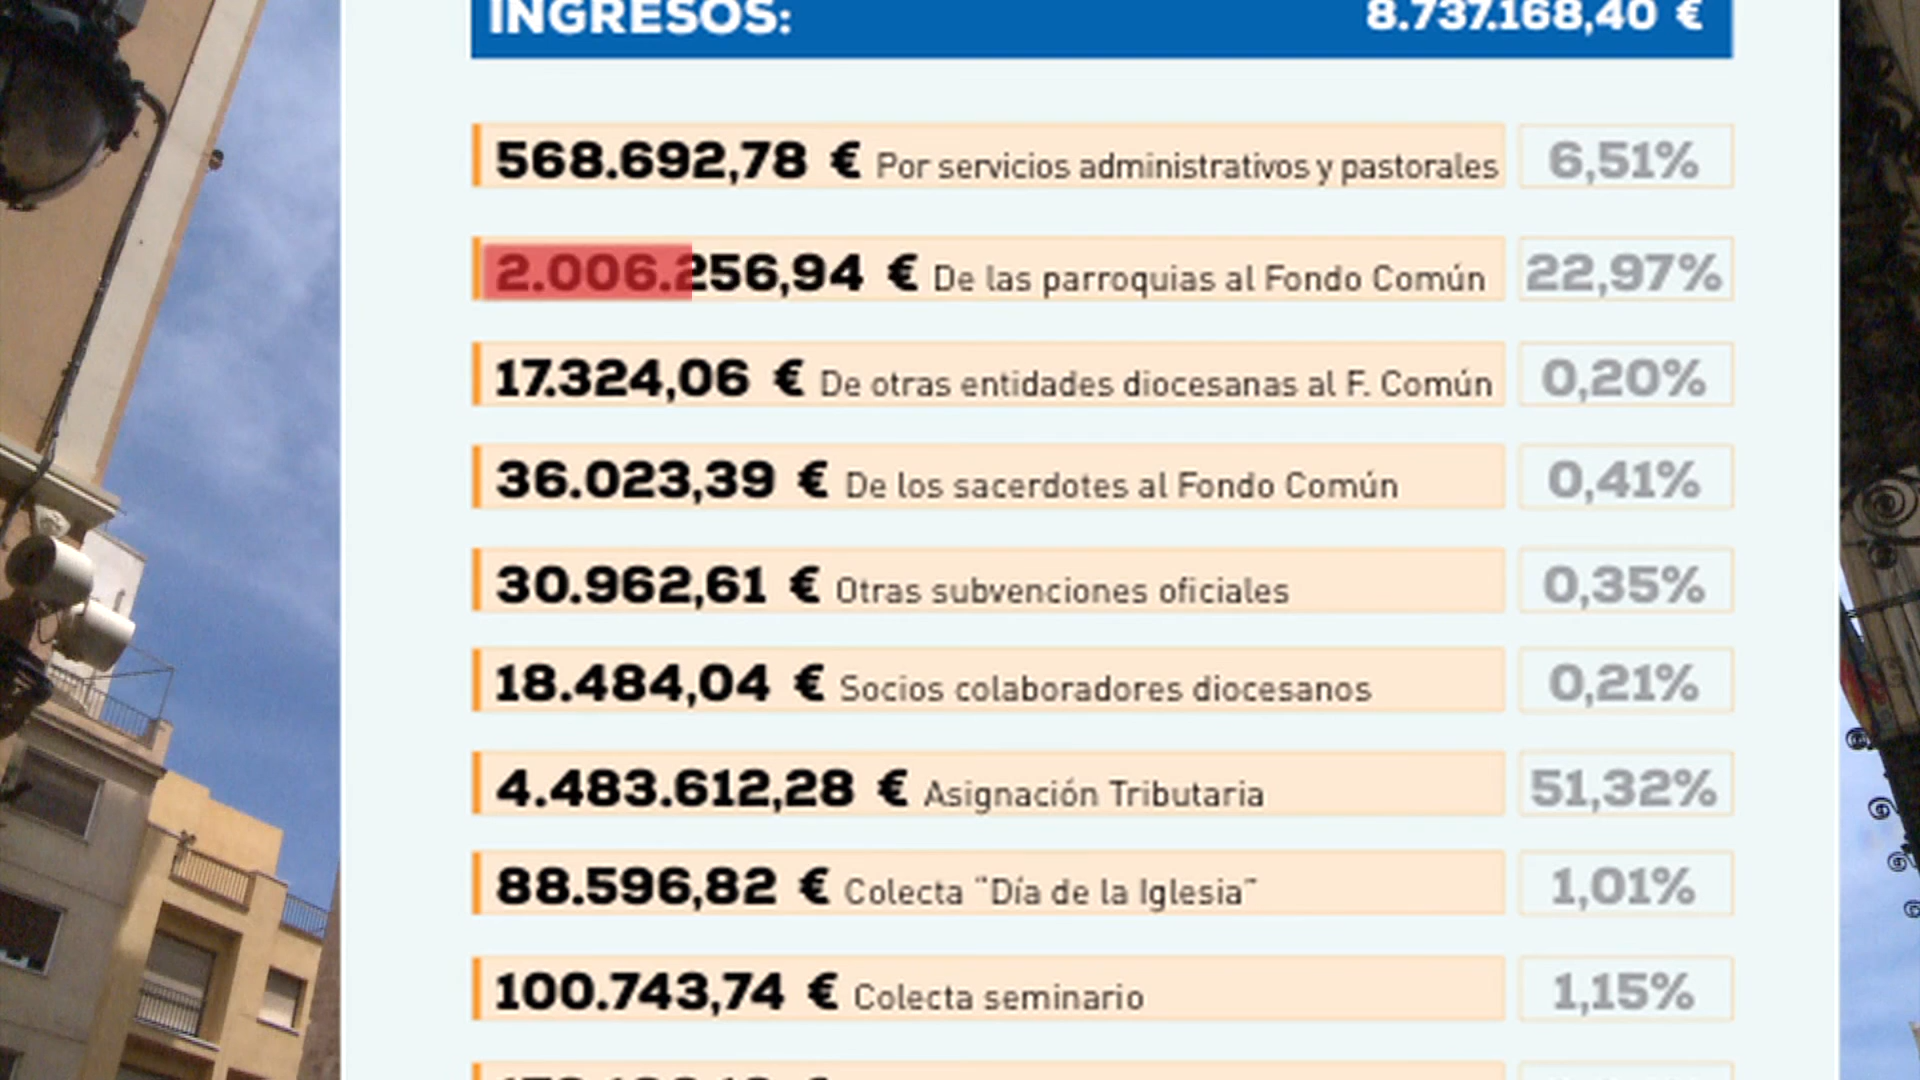 INGRESOS: 8.737.168,40 €
568.692,78 € Por servicios administrativos y pastorales 6,51%
2.006.256,94 € De las parroquias al Fondo Común 22,97%
17.324,06 € De otras entidades diocesanas al F. Común 0,20%
36.023,39 € De los sacerdotes al Fondo Común 0,41%
30.962,61 € Otras subvenciones oficiales 0,35%
18.484,04 € Socios colaboradores diocesanos 0,21%
4.483.612,28 € Asignación Tributaria 51,32%
88.596,82 € Colecta "Día de la Iglesia" 1,01%
100.743,74 € Colecta seminario 1,15%